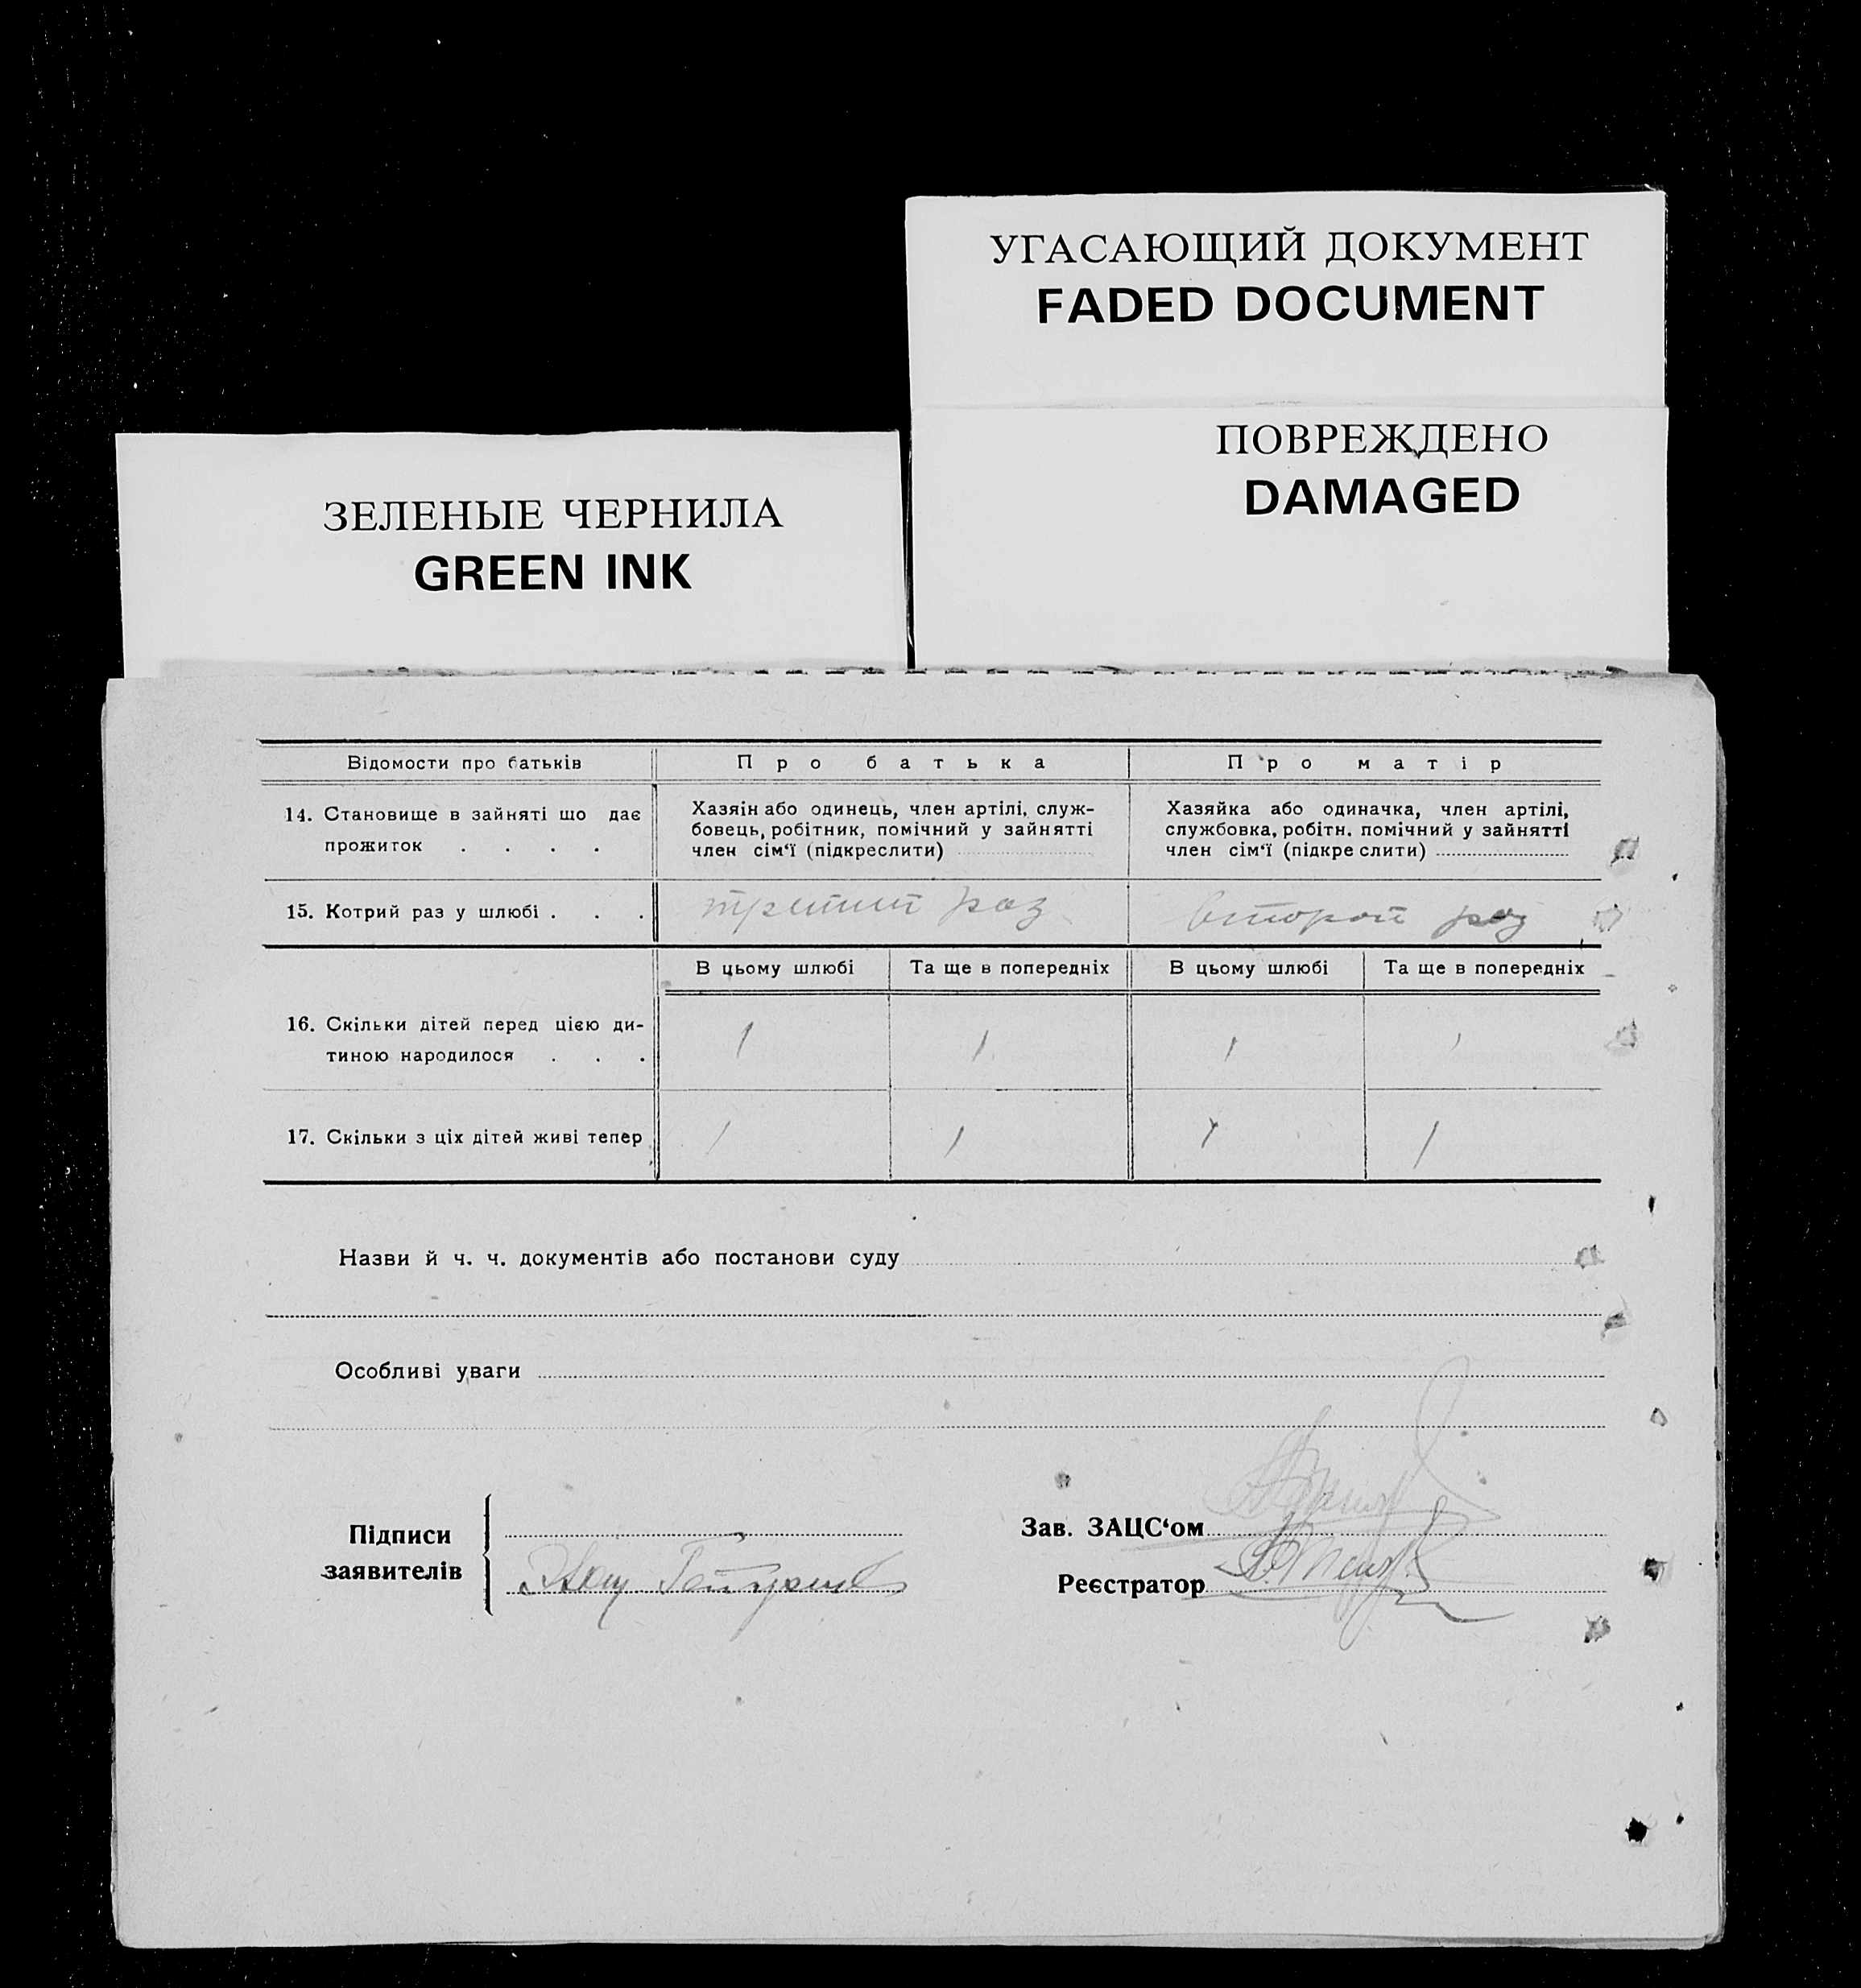 УГАСАЮЩИЙ ДОКУМЕНТ
FADED DOCUMENT
ПОВРЕЖДЕНО
DAMAGED
ЗЕЛЕНЫЕ ЧЕРНИЛА
GREEN INK
Відомости про батьків
Про батька
Про матір
14. Становище в зайняті що дає
прожиток . . . .
Хазяін або одинець, член артілі, служ-
бовець, робітник, помічний у зайнятті
член сім‘ї (підкреслити)
Хазяйка або одиначка, член артілі,
службовка, робітн. помічний у зайнятті
член сім‘ї (підкреслити)
15. Котрий раз у шлюбі . . .
третий раз
второй раз
В цьому шлюбі
Та ще в попередніх
В цьому шлюбі
Та ще в попередніх
16. Скільки дітей перед цією ди-
тиною народилося . . .
1
1
1
1
17. Скільки з ціх дітей живі тепер
1
1
1
1
Назви й ч. ч. документів або постанови суду
Особливі уваги
Підписи
заявителів
Зав. ЗАЦС‘ом
Реєстратор